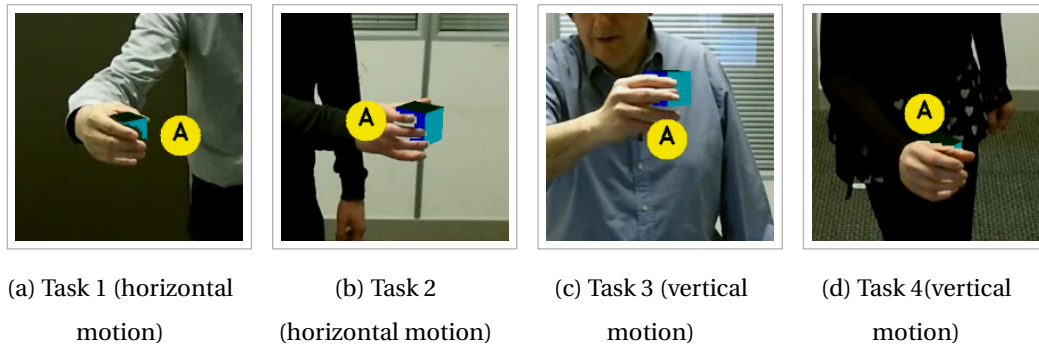 A
A
A
A
(a) Task 1 (horizontal
motion)
(b) Task 2
(horizontal motion)
(c) Task 3 (vertical
motion)
(d) Task 4(vertical
motion)